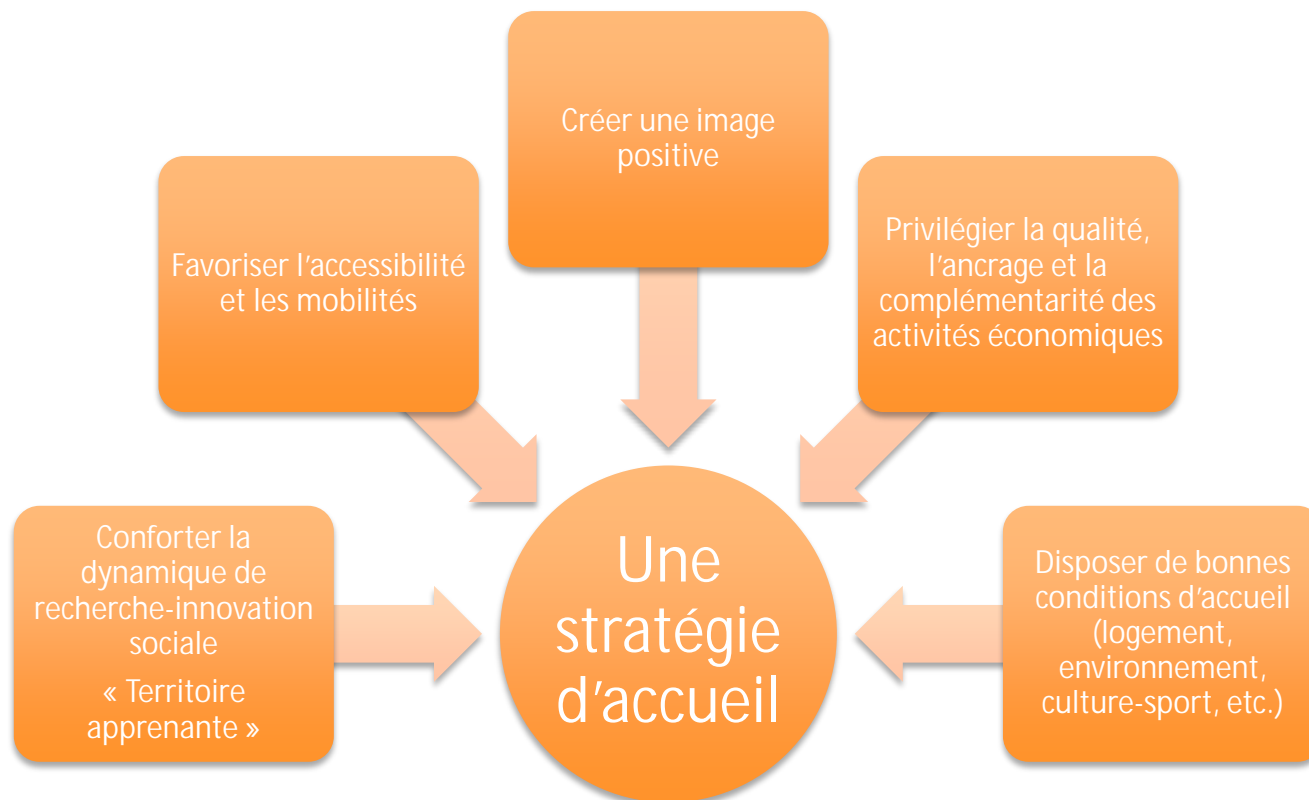 Créer une image
positive
Favoriser l'accessibilité
et les mobilités
Privilégier la qualité,
l'ancrage et la
complémentarité des
activités économiques
Conforter la
dynamique de
recherche-innovation
sociale
« Territoire
apprenante »
Une
stratégie
d'accueil
Disposer de bonnes
conditions d'accueil
(logement,
environnement,
culture-sport, etc.)